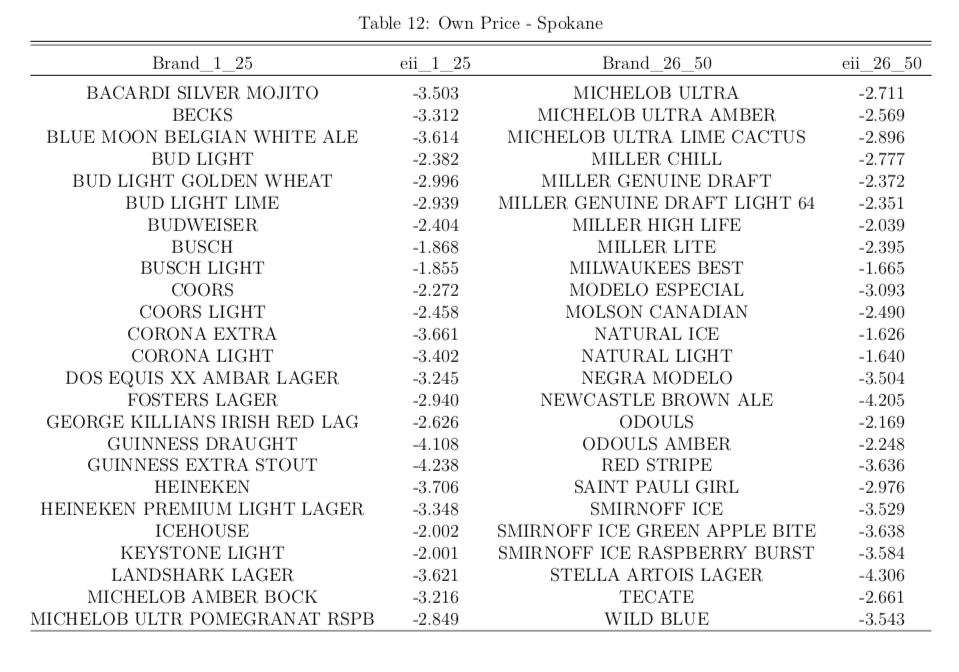 Table 12: Own Price - Spokane
Brand_1_25 eii_1_25 Brand_26_50 eii_26_50
BACARDI SILVER MOJITO -3.503 MICHELOB ULTRA -2.711
BECKS -3.312 MICHELOB ULTRA AMBER -2.569
BLUE MOON BELGIAN WHITE ALE -3.614 MICHELOB ULTRA LIME CACTUS -2.896
BUD LIGHT -2.382 MILLER CHILL -2.777
BUD LIGHT GOLDEN WHEAT -2.996 MILLER GENUINE DRAFT -2.372
BUD LIGHT LIME -2.939 MILLER GENUINE DRAFT LIGHT 64 -2.351
BUDWEISER -2.404 MILLER HIGH LIFE -2.039
BUSCH -1.868 MILLER LITE -2.395
BUSCH LIGHT -1.855 MILWAUKEES BEST -1.665
COORS -2.272 MODELO ESPECIAL -3.093
COORS LIGHT -2.458 MOLSON CANADIAN -2.490
CORONA EXTRA -3.661 NATURAL ICE -1.626
CORONA LIGHT -3.402 NATURAL LIGHT -1.640
DOS EQUIS XX AMBAR LAGER -3.245 NEGRA MODELO -3.504
FOSTERS LAGER -2.940 NEWCASTLE BROWN ALE -4.205
GEORGE KILLIANS IRISH RED LAG -2.626 ODOULS -2.169
GUINNESS DRAUGHT -4.108 ODOULS AMBER -2.248
GUINNESS EXTRA STOUT -4.238 RED STRIPE -3.636
HEINEKEN -3.706 SAINT PAULI GIRL -2.976
HEINEKEN PREMIUM LIGHT LAGER -3.348 SMIRNOFF ICE -3.529
ICEHOUSE -2.002 SMIRNOFF ICE GREEN APPLE BITE -3.638
KEYSTONE LIGHT -2.001 SMIRNOFF ICE RASPBERRY BURST -3.584
LANDSHARK LAGER -3.621 STELLA ARTOIS LAGER -4.306
MICHELOB AMBER BOCK -3.216 TECATE -2.661
MICHELOB ULTR POMEGRANAT RSPB -2.849 WILD BLUE -3.543